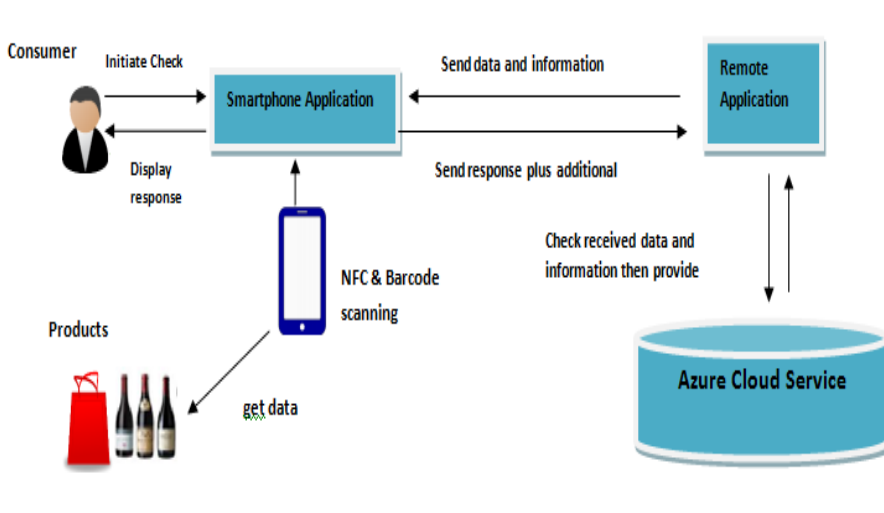 Consumer
Initiate Check
Send data and information
Remote
Application
Smartphone Application
Display
response
Send response plus additional
Check received data and
information then provide
NFC & Barcode
scanning
Products
get data
Azure Cloud Service